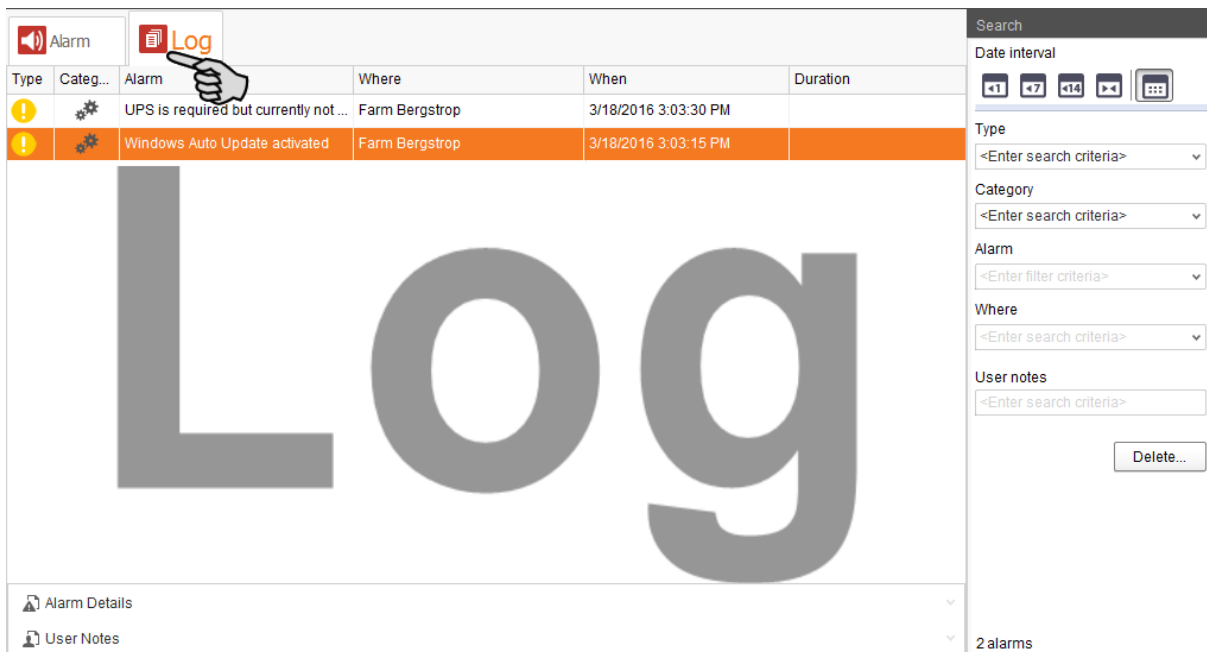 Alarm
Log
Type Categ... Alarm Where When Duration
UPS is required but currently not ... Farm Bergstrop 3/18/2016 3:03:30 PM
Windows Auto Update activated Farm Bergstrop 3/18/2016 3:03:15 PM
Log
Alarm Details
User Notes
Search
Date interval
1 7 14
Type
<Enter search criteria>
Category
<Enter search criteria>
Alarm
<Enter filter criteria>
Where
<Enter search criteria>
User notes
<Enter search criteria>
Delete...
2 alarms